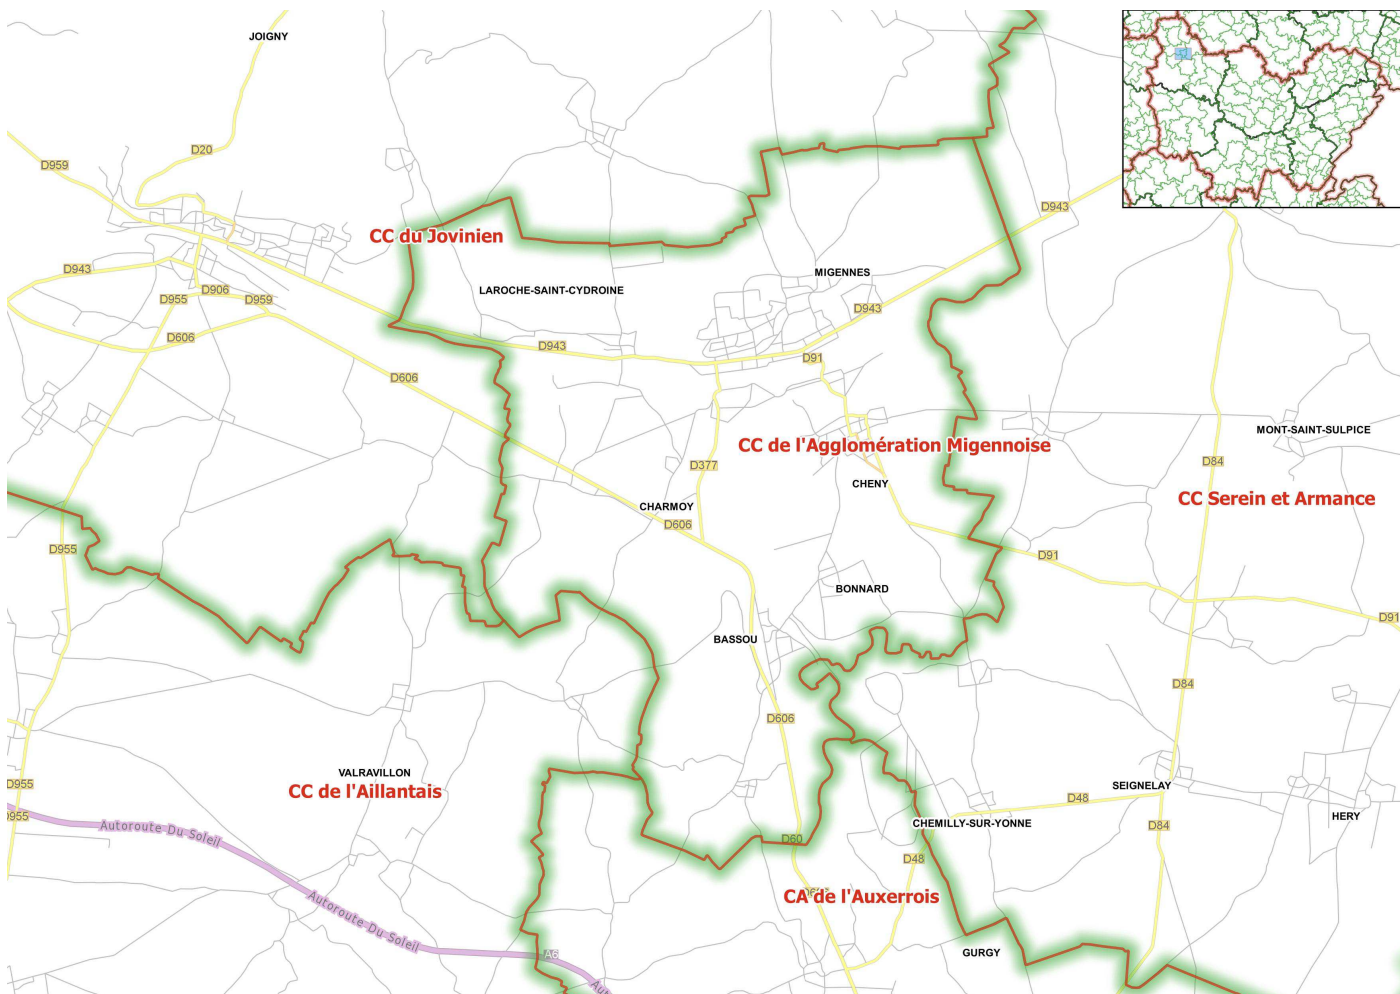 JOIGNY
D20
D959
D943
CC du Jovinien
D943
MIGENNES
D906
LAROCHE-SAINT-CYDROINE
D955
D959
D943
D606
D943
D91
D606
MONT-SAINT-SULPICE
CC de l'Agglomération Migennoise
D377
D84
CHENY
CC Serein et Armance
CHARMOY
D606
D955
D91
BONNARD
D91
BASSOU
D84
D606
VALRAVILLON
D955
SEIGNELAY
CC de l'Aillantais
D48
D955
HERY
CHEMILLY-SUR-YONNE
D84
Autoroute Du Soleil
D60
D48
CA de l'Auxerrois
Autoroute Du Soleil
GURGY
A6